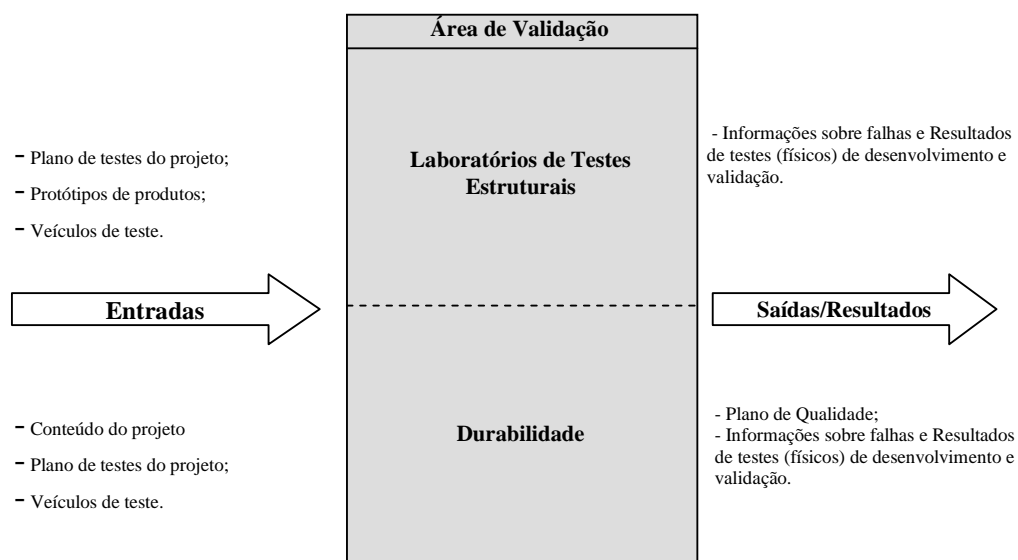 Área de Validação
- Plano de testes do projeto;
- Protótipos de produtos;
- Veículos de teste.
Laboratórios de Testes
Estruturais
- Informações sobre falhas e Resultados
de testes (físicos) de desenvolvimento e
validação.
Entradas
Saídas/Resultados
- Conteúdo do projeto
- Plano de testes do projeto;
- Veículos de teste.
Durabilidade
- Plano de Qualidade;
- Informações sobre falhas e Resultados
de testes (físicos) de desenvolvimento e
validação.